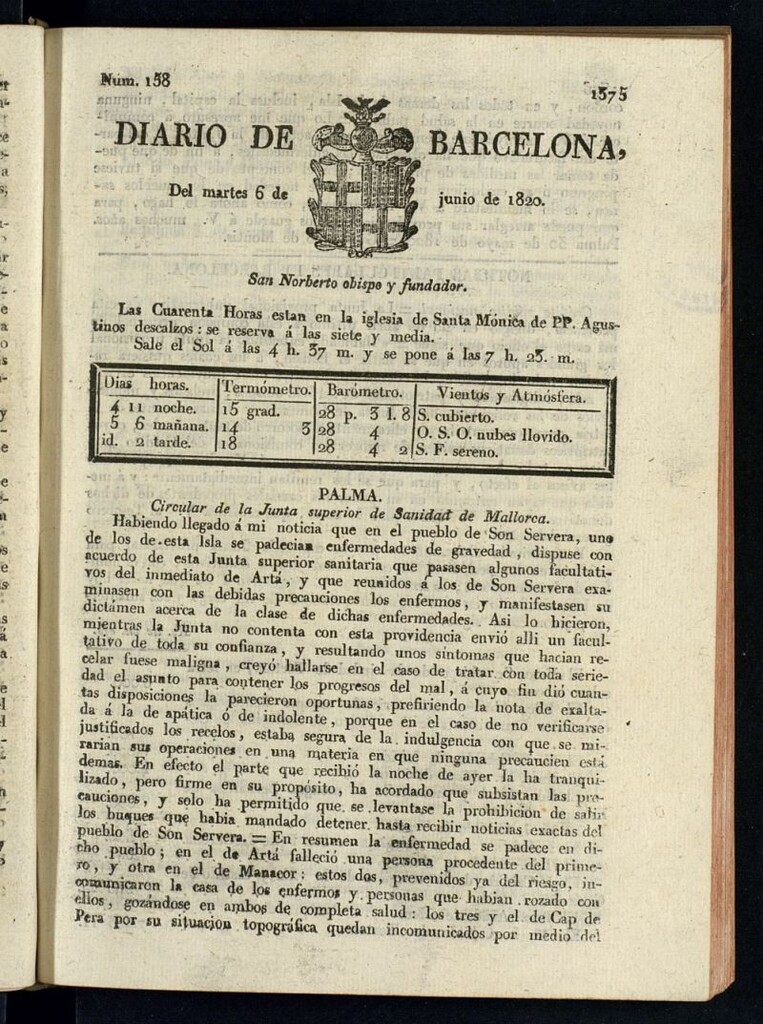 Núm. 158
1575
DIARIO DE BARCELONA,
Del martes 6 de junio de 1820.
San Norberto obispo y fundador.
Las Cuarenta Horas estan en la iglesia de Santa Mónica de PP. Agus-
tinos descalzos : se reserva á las siete y media.
Sale el Sol á las 4 h. 37 m. y se pone á las 7 h. 23. m.
Dias horas. Termómetro. Barómetro. Vientos y Atmósfera.
4 11 noche. 15 grad. 28 p. 3 l. 8 S. cubierto.
5 6 mañana. 14 3 28 4 O. S. O. nubes llovido.
id. 2 tarde. 18 28 4 2 S. F. sereno.
PALMA.
Circular de la Junta superior de Sanidad de Mallorca.
Habiendo llegado á mi noticia que en el pueblo de Son Servera, uno
de los de esta Isla se padecian enfermedades de gravedad, dispuse con
acuerdo de esta Junta superior sanitaria que pasasen algunos facultati-
vos del inmediato de Artá, y que reunidos á los de Son Servera exa-
minasen con las debidas precauciones los enfermos, y manifestasen su
dictámen acerca de la clase de dichas enfermedades. Asi lo hicieron,
mientras la Junta no contenta con esta providencia envió alli un facul-
tativo de toda su confianza, y resultando unos síntomas que hacian re-
celar fuese maligna, creyó hallarse en el caso de tratar con toda serie-
dad el asunto para contener los progresos del mal, á cuyo fin dió cuan-
tas disposiciones la parecieron oportunas, prefiriendo la nota de exalta-
da á la de apática ó de indolente, porque en el caso de no verificarse
justificados los recelos, estaba segura de la indulgencia con que se mi-
rarian sus operaciones en una materia en que ninguna precaucion está
demas. En efecto el parte que recibió la noche de ayer la ha tranqui-
lizado, pero firme en su propósito, ha acordado que subsistan las pre-
cauciones, y solo ha permitido que se levantase la prohibicion de salir
los buques que habia mandado detener hasta recibir noticias exactas del
pueblo de Son Servera. = En resumen la enfermedad se padece en di-
cho pueblo; en el de Artá falleció una persona procedente del prime-
ro, y otra en el de Manacor: estos dos, prevenidos ya del riesgo, in-
comunicaron la casa de los enfermos y personas que habian rozado con
ellos, gozándose en ambos de completa salud: los tres y el de Cap de
Pera por su situacion topográfica quedan incomunicados por medio del